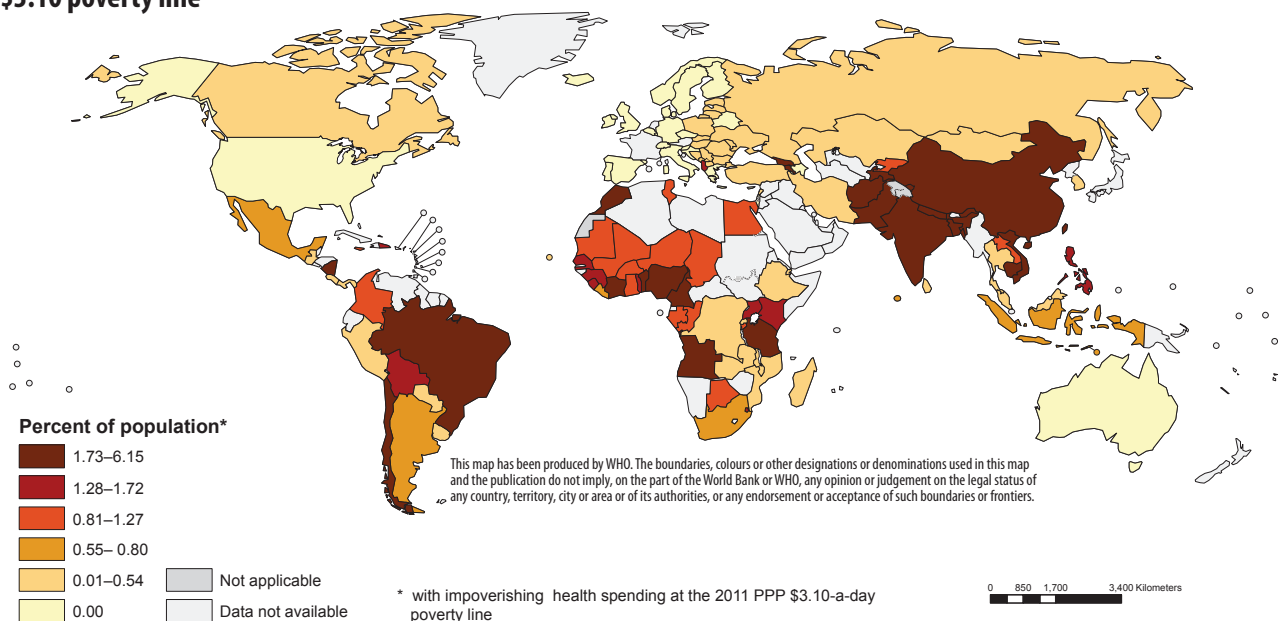 $3.10 poverty line
This map has been produced by WHO. The boundaries, colours or other designations or denominations used in this map
and the publication do not imply, on the part of the World Bank or WHO, any opinion or judgement on the legal status of
any country, territory, city or area or of its authorities, or any endorsement or acceptance of such boundaries or frontiers.
Percent of population*
1.73–6.15
1.28–1.72
0.81–1.27
0.55– 0.80
0.01–0.54
0.00
Not applicable
Data not available
* with impoverishing health spending at the 2011 PPP $3.10-a-day
poverty line
0 850 1,700 3,400 Kilometers